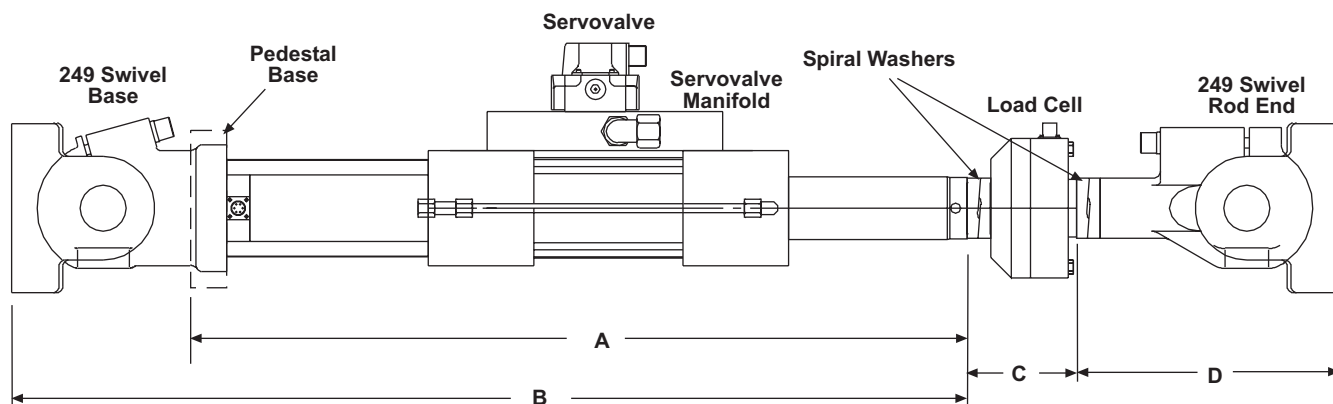 Servovalve
Pedestal
Base
249 Swivel
Base
Servovalve
Manifold
Spiral Washers
Load Cell
249 Swivel
Rod End
A
C
D
B